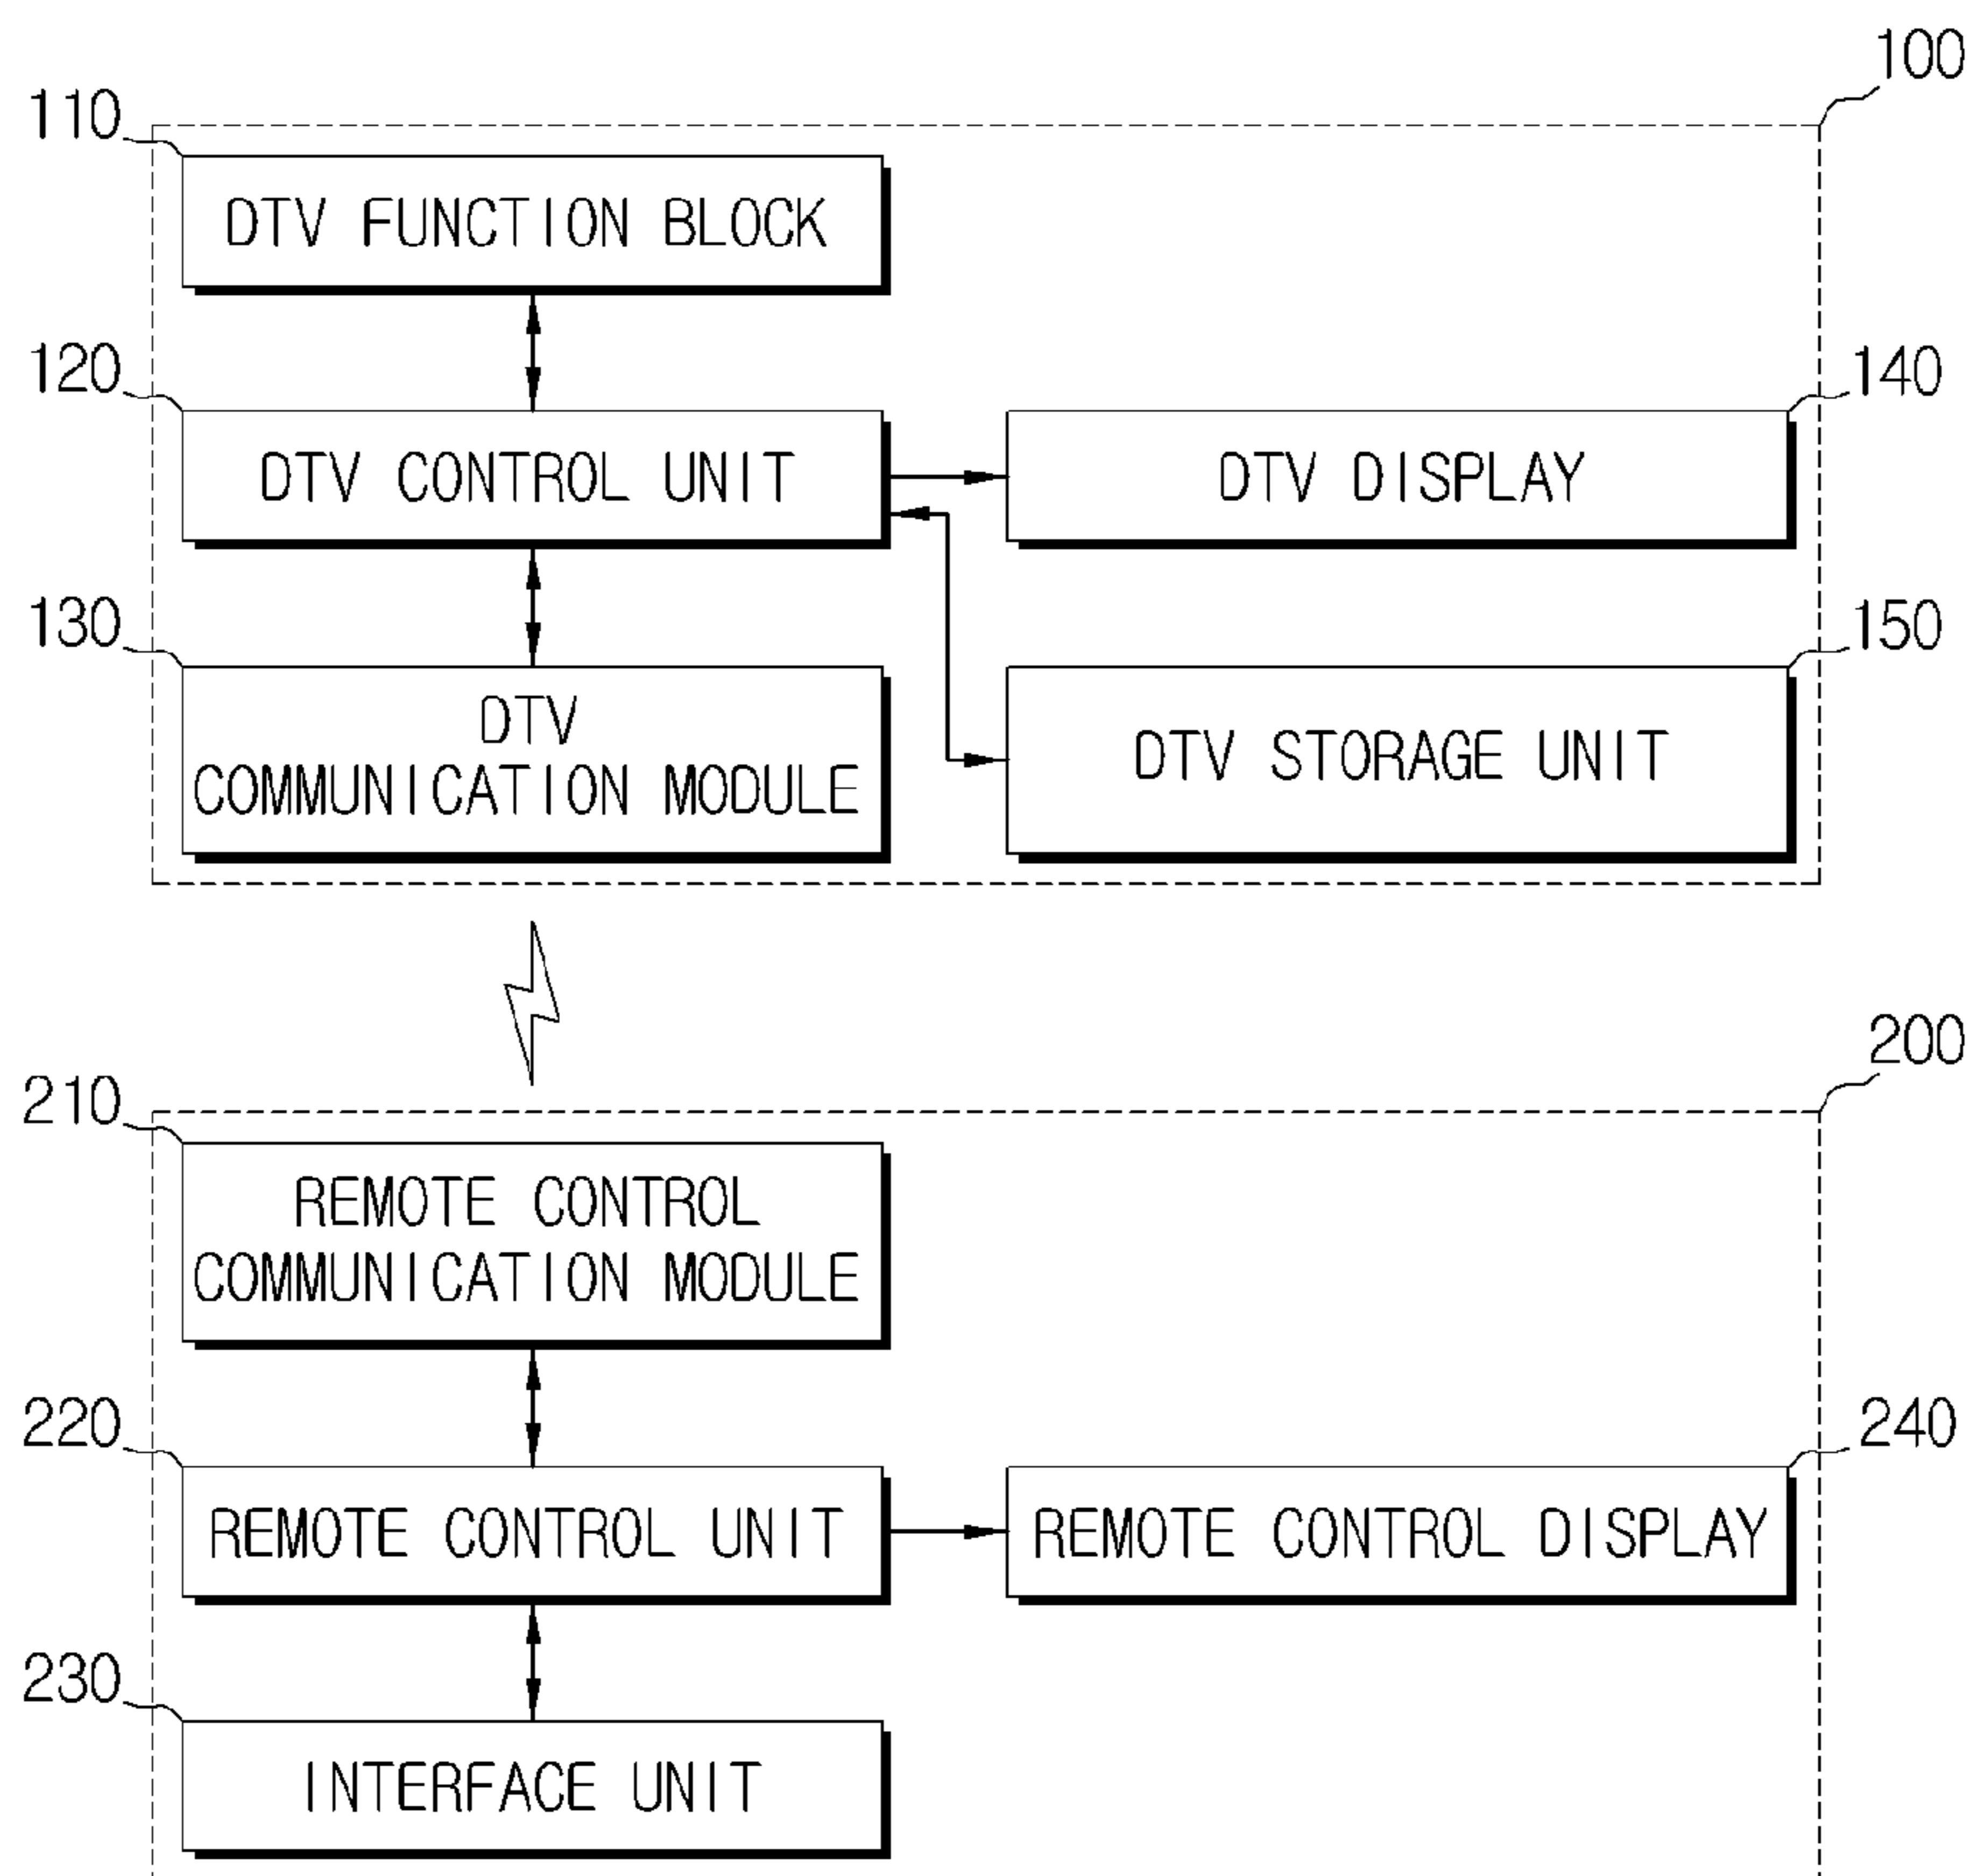 100
110
DTV FUNCTION BLOCK
120
140
DTV CONTROL UNIT
DTV DISPLAY
130
150
DTV
COMMUNICATION MODULE
DTV STORAGE UNIT
200
210
REMOTE CONTROL
COMMUNICATION MODULE
220
240
REMOTE CONTROL UNIT
REMOTE CONTROL DISPLAY
230
INTERFACE UNIT